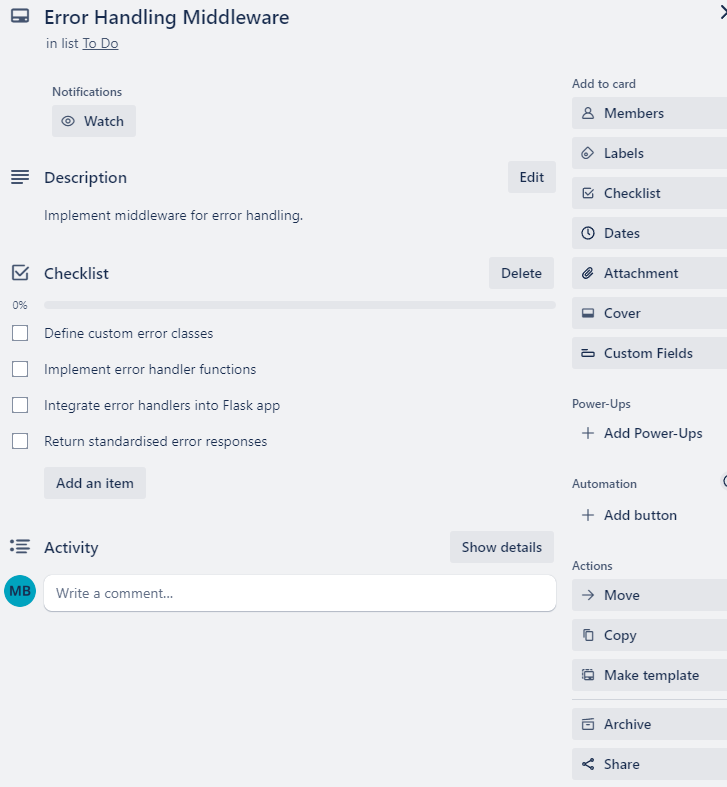 Error Handling Middleware
in list To Do
Notifications
Watch
Description
Edit
Implement middleware for error handling.
Checklist
Delete
0%
Define custom error classes
Implement error handler functions
Integrate error handlers into Flask app
Return standardised error responses
Add an item
Activity
Show details
MB
Write a comment...
Add to card
Members
Labels
Checklist
Dates
Attachment
Cover
Custom Fields
Power-Ups
Add Power-Ups
Automation
Add button
Actions
Move
Copy
Make template
Archive
Share